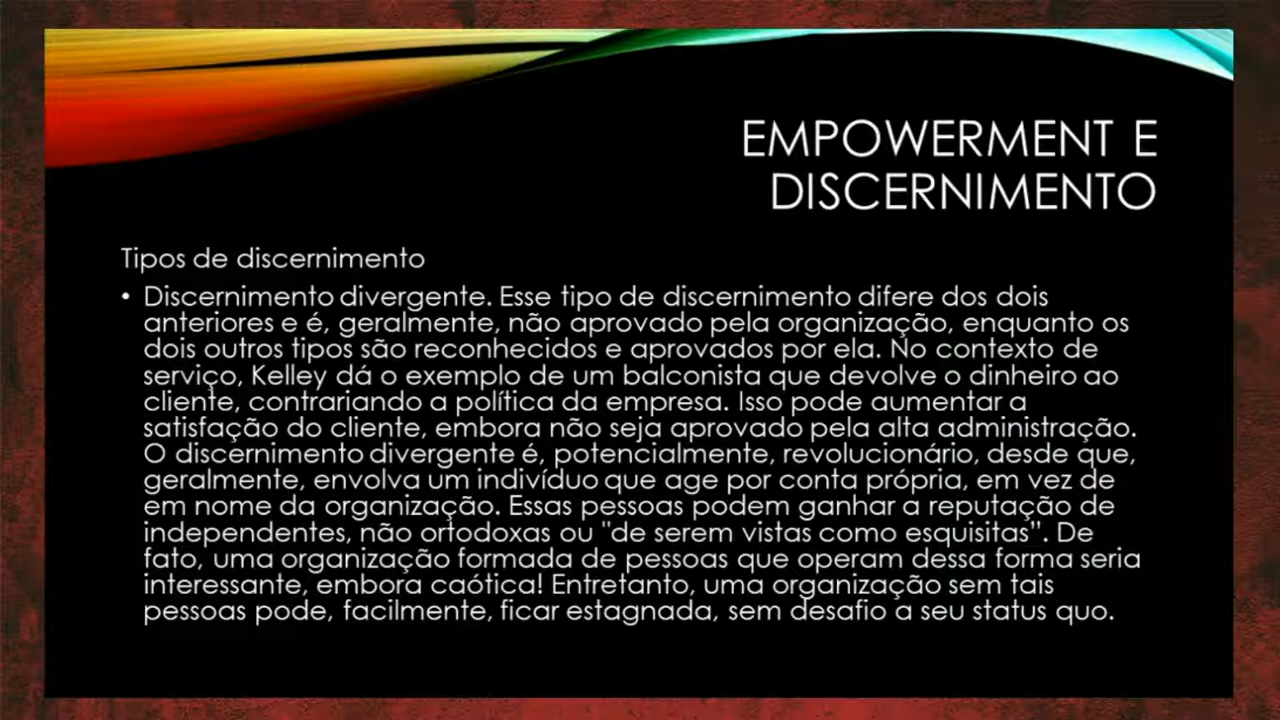 EMPOWERMENT E
DISCERNIMENTO
Tipos de discernimento
• Discernimento divergente. Esse tipo de discernimento difere dos dois
anteriores e é, geralmente, não aprovado pela organização, enquanto os
dois outros tipos são reconhecidos e aprovados por ela. No contexto de
serviço, Kelley dá o exemplo de um balconista que devolve o dinheiro ao
cliente, contrariando a política da empresa. Isso pode aumentar a
satisfação do cliente, embora não seja aprovado pela alta administração.
O discernimento divergente é, potencialmente, revolucionário, desde que,
geralmente, envolva um indivíduo que age por conta própria, em vez de
em nome da organização. Essas pessoas podem ganhar a reputação de
independentes, não ortodoxas ou "de serem vistas como esquisitas". De
fato, uma organização formada de pessoas que operam dessa forma seria
interessante, embora caótica! Entretanto, uma organização sem tais
pessoas pode, facilmente, ficar estagnada, sem desafio a seu status quo.